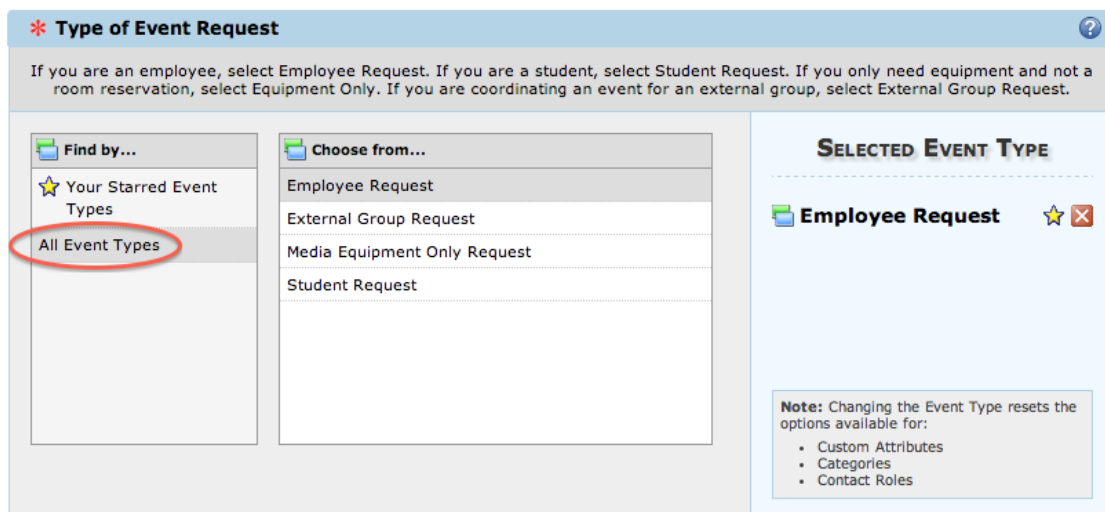 * Type of Event Request
If you are an employee, select Employee Request. If you are a student, select Student Request. If you only need equipment and not a
room reservation, select Equipment Only. If you are coordinating an event for an external group, select External Group Request.
Find by...
Your Starred Event
Types
All Event Types
Choose from...
Employee Request
External Group Request
Media Equipment Only Request
Student Request
SELECTED EVENT TYPE
Employee Request
Note: Changing the Event Type resets the
options available for:
• Custom Attributes
• Categories
• Contact Roles